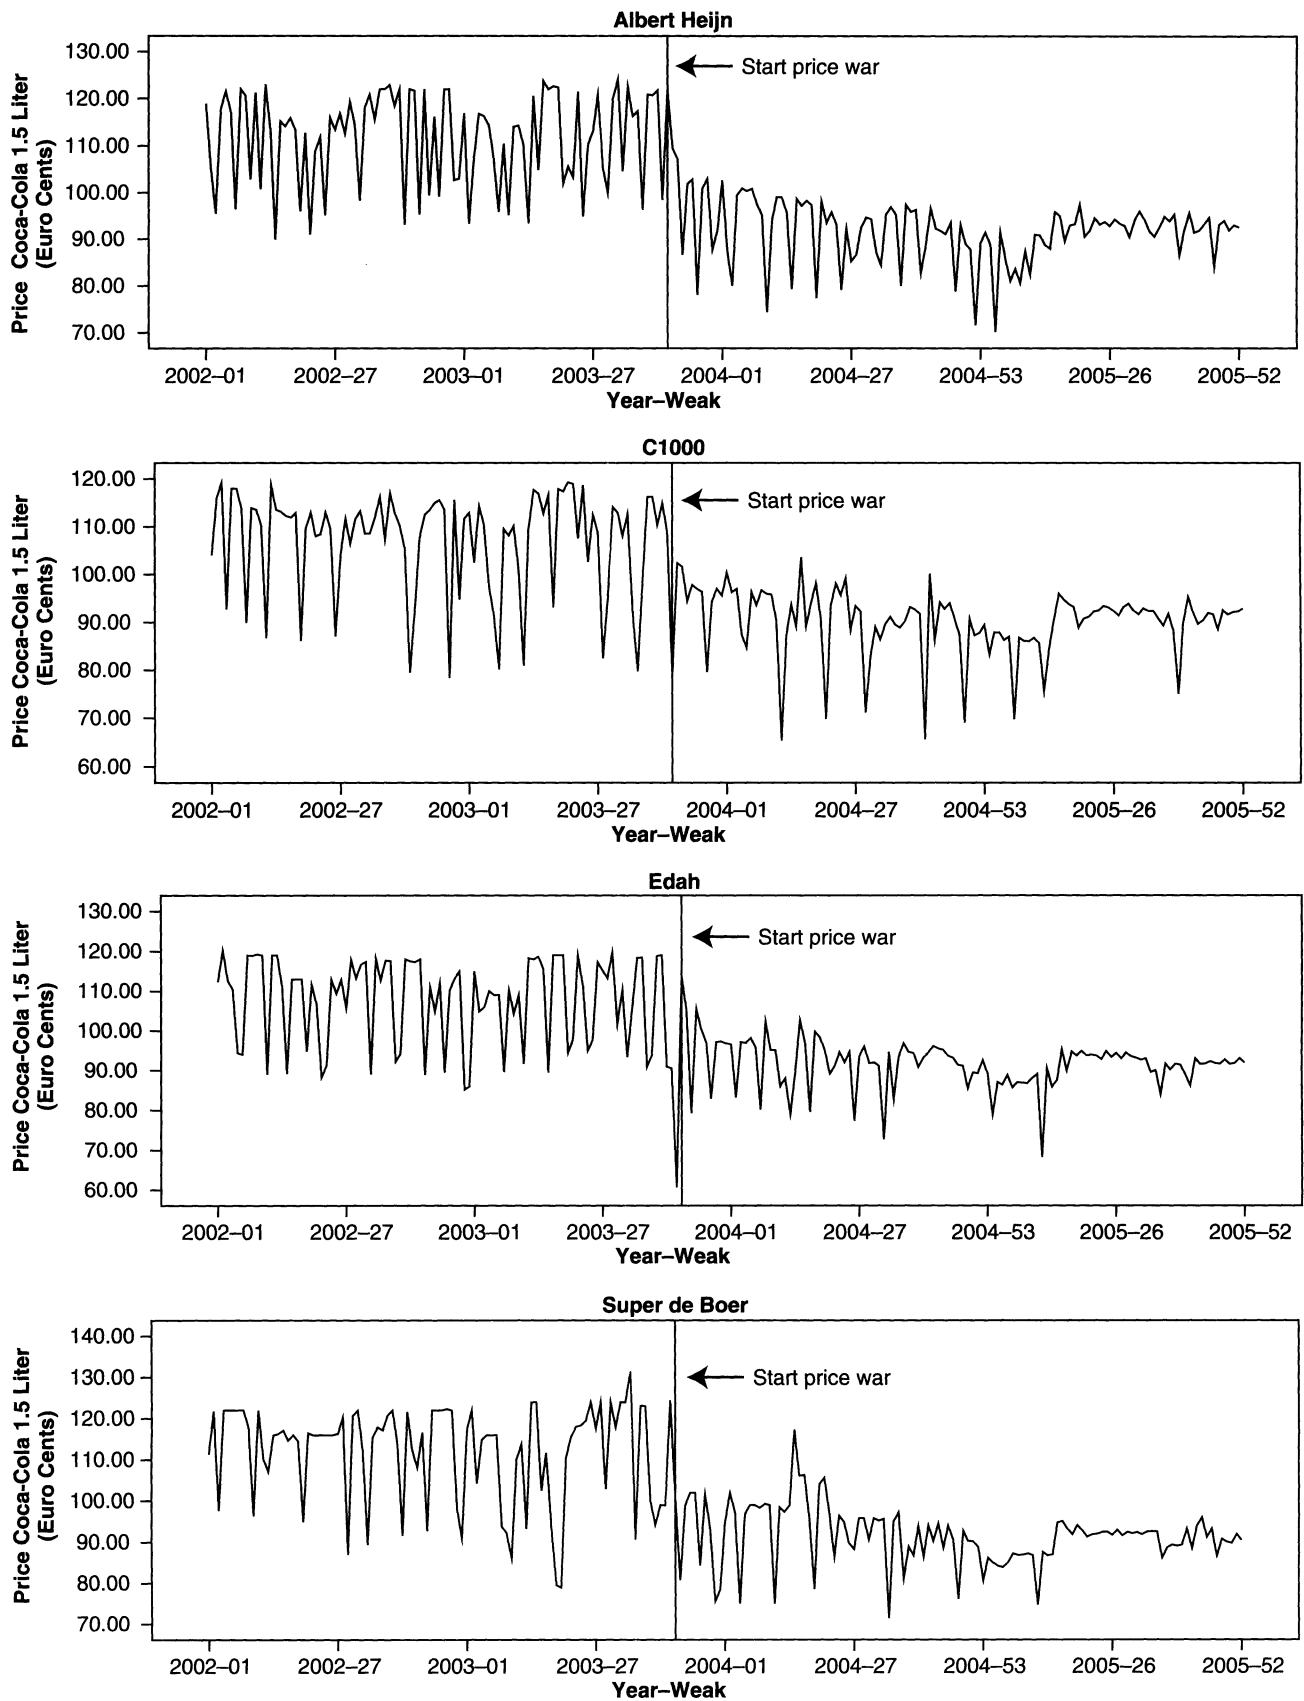 Albert Heijn
130.00
120.00
110.00
100.00
90.00
80.00
70.00
Price Coca-Cola 1.5 Liter
(Euro Cents)
Start price war
2002–01 2002–27 2003–01 2003–27 2004–01 2004–27 2004–53 2005–26 2005–52
Year–Weak
C1000
120.00
110.00
100.00
90.00
80.00
70.00
60.00
Price Coca-Cola 1.5 Liter
(Euro Cents)
Start price war
2002–01 2002–27 2003–01 2003–27 2004–01 2004–27 2004–53 2005–26 2005–52
Year–Weak
Edah
130.00
120.00
110.00
100.00
90.00
80.00
70.00
60.00
Price Coca-Cola 1.5 Liter
(Euro Cents)
Start price war
2002–01 2002–27 2003–01 2003–27 2004–01 2004–27 2004–53 2005–26 2005–52
Year–Weak
Super de Boer
140.00
130.00
120.00
110.00
100.00
90.00
80.00
70.00
Price Coca-Cola 1.5 Liter
(Euro Cents)
Start price war
2002–01 2002–27 2003–01 2003–27 2004–01 2004–27 2004–53 2005–26 2005–52
Year–Weak